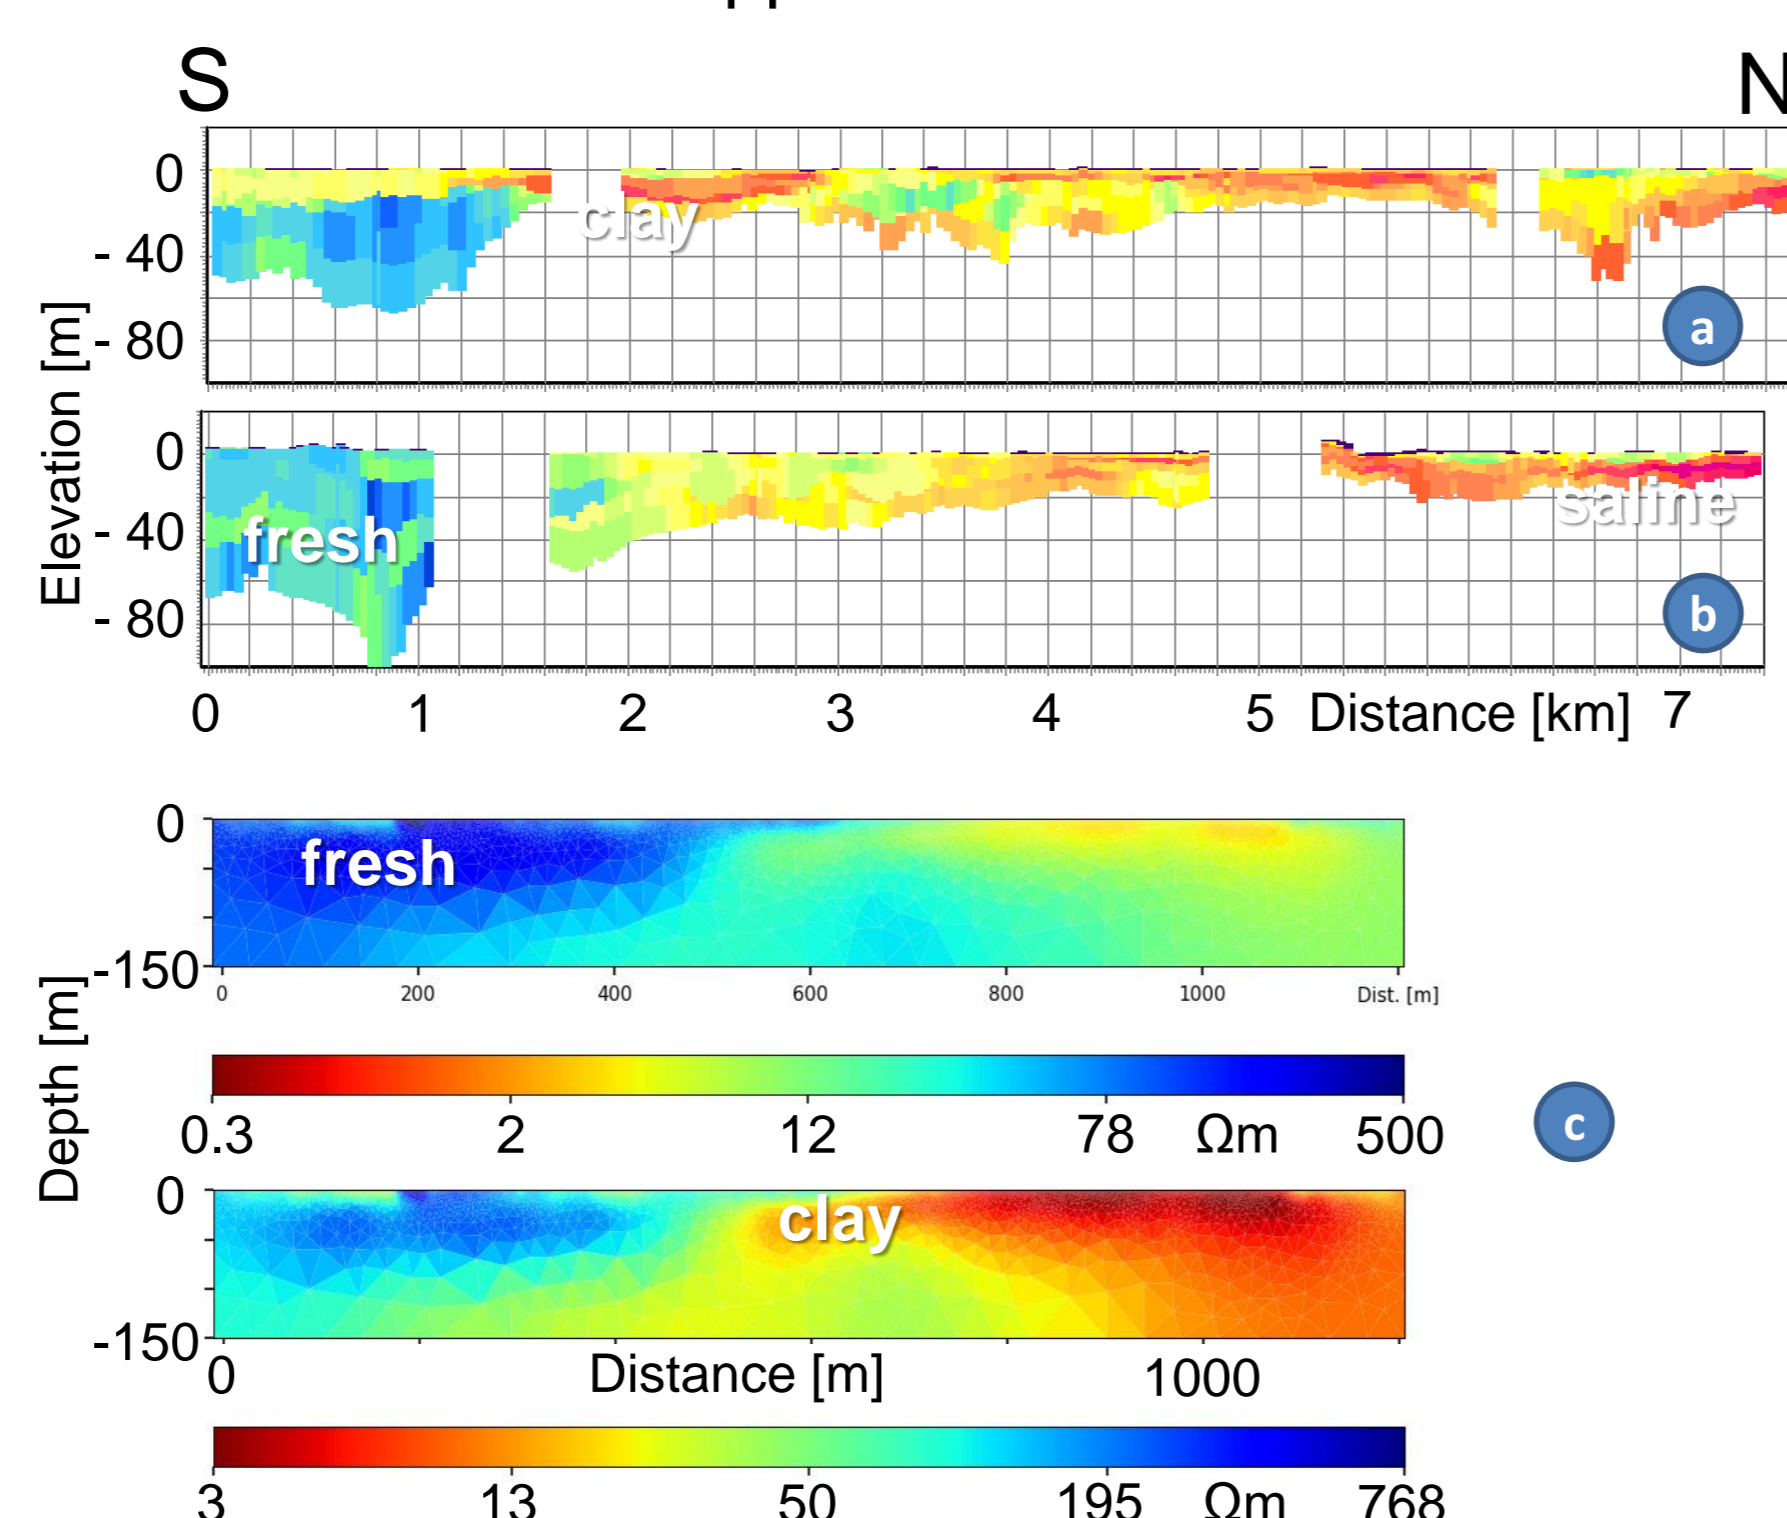 S N
0
clay
- 40
- 80
a
Elevation [m]
0
fresh
- 40
saline
- 80
b
0 1 2 3 4 5 Distance [km] 7
0
fresh
-150
0 200 400 600 800 1000 Dist. [m]
Depth [m]
0.3 2 12 78 Ωm 500
c
0
clay
-150
0 Distance [m] 1000
3 13 50 195 Ωm 768